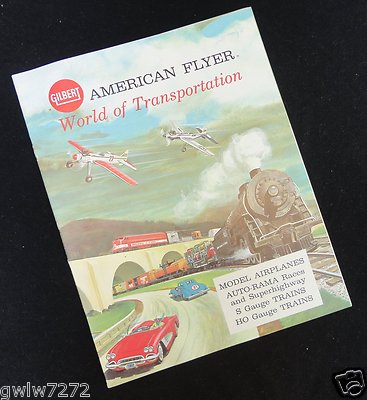 GILBERT
AMERICAN FLYER
World of Transportation
MODEL AIRPLANES
AUTO-RAMA Races
and Superhighway
S Gauge TRAINS
HO Gauge TRAINS
gwlw7272